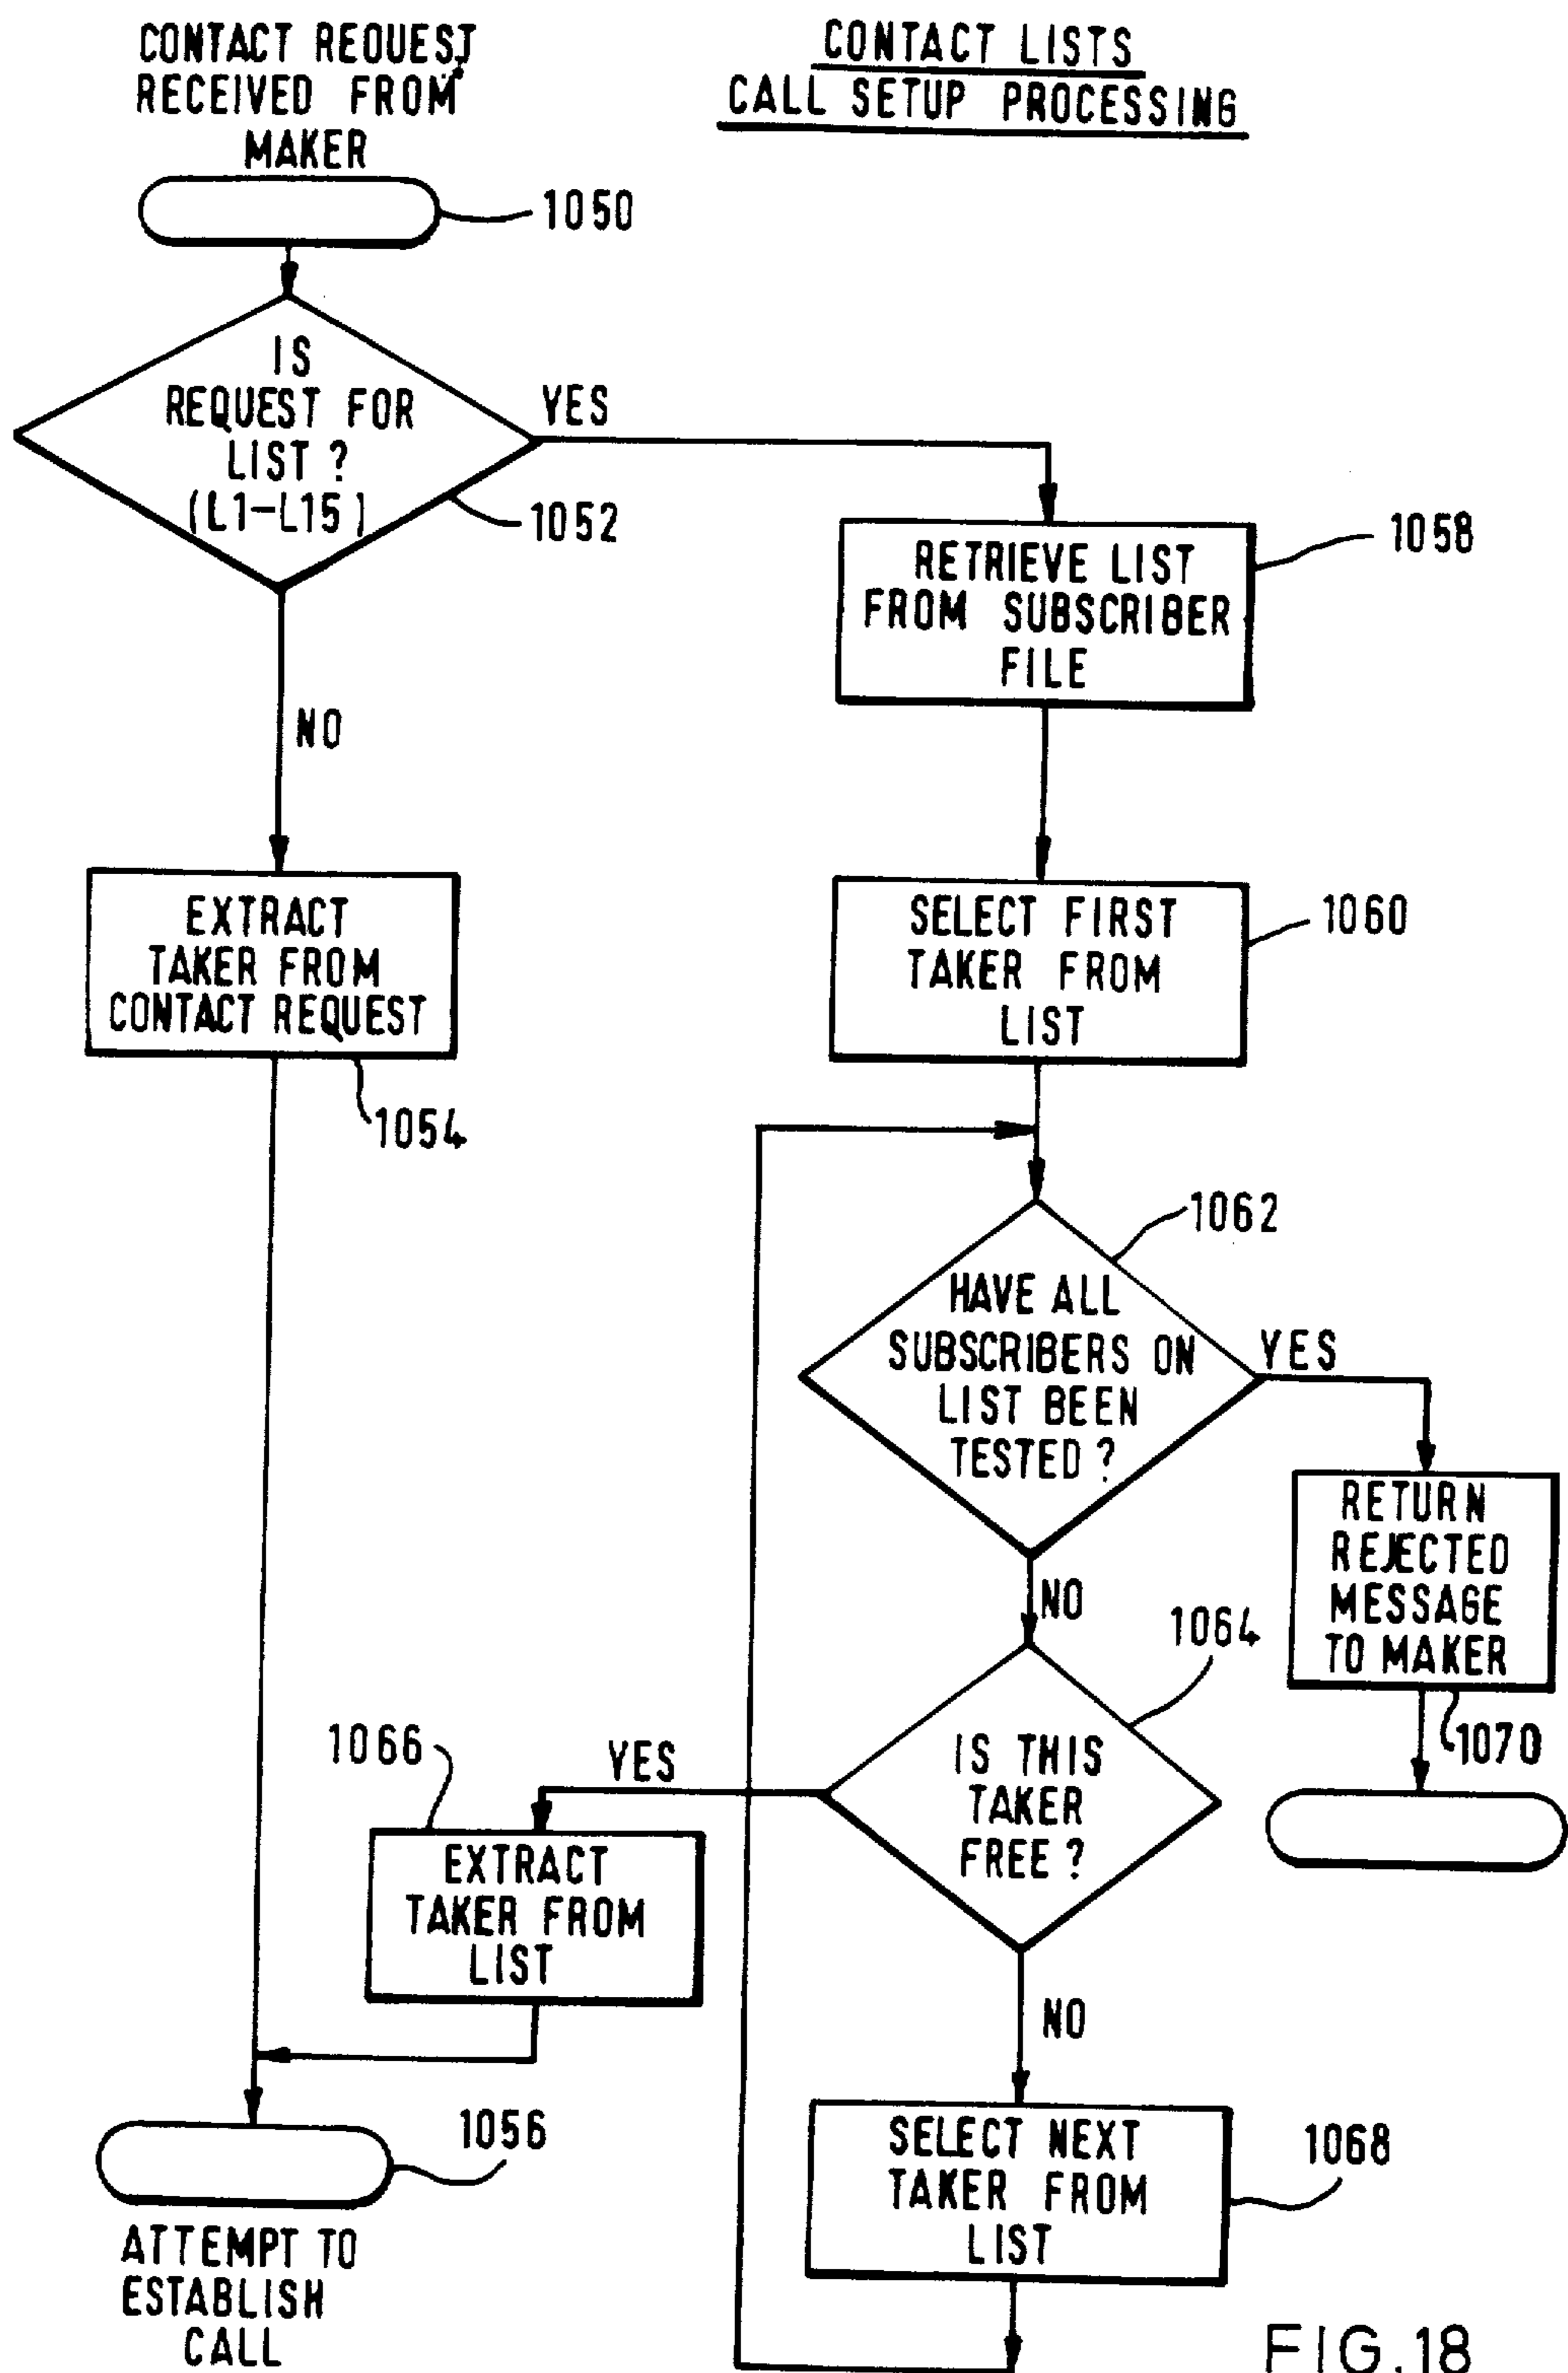 CONTACT REQUEST
RECEIVED FROM
MAKER
CONTACT LISTS
CALL SETUP PROCESSING
1050
IS
REQUEST FOR
LIST ?
(L1-L15)
YES
1052
NO
1058
RETRIEVE LIST
FROM SUBSCRIBER
FILE
EXTRACT
TAKER FROM
CONTACT REQUEST
1054
1060
SELECT FIRST
TAKER FROM
LIST
1062
HAVE ALL
SUBSCRIBERS ON
LIST BEEN
TESTED ?
YES
RETURN
REJECTED
MESSAGE
TO MAKER
1070
NO
1064
IS THIS
TAKER
FREE ?
YES
1066
EXTRACT
TAKER FROM
LIST
NO
1056
ATTEMPT TO
ESTABLISH
CALL
SELECT NEXT
TAKER FROM
LIST
1068
FIG.18